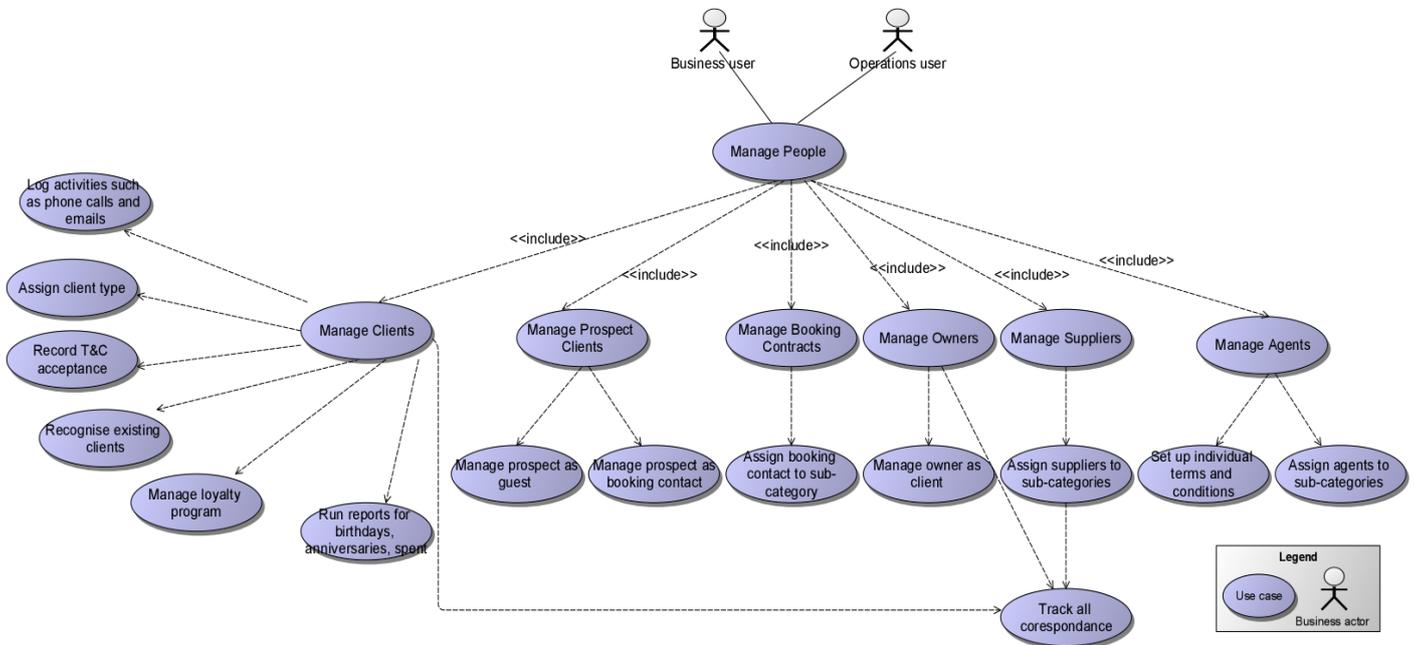 Business user
Operations user
Manage People
Log activities such
as phone calls and
emails
<<include>>
<<include>>
<<include>>
<<include>>
<<include>>
<<include>>
Assign client type
Manage Clients
Manage Prospect
Clients
Manage Booking
Contracts
Manage Owners
Manage Suppliers
Manage Agents
Record T&C
acceptance
Recognise existing
clients
Manage loyalty
program
Run reports for
birthdays,
anniversaries, spent
Manage prospect as
guest
Manage prospect as
booking contact
Assign booking
contact to sub-
category
Manage owner as
client
Assign suppliers to
sub-categories
Set up individual
terms and
conditions
Assign agents to
sub-categories
Track all
corespondance
Legend
Use case
Business actor